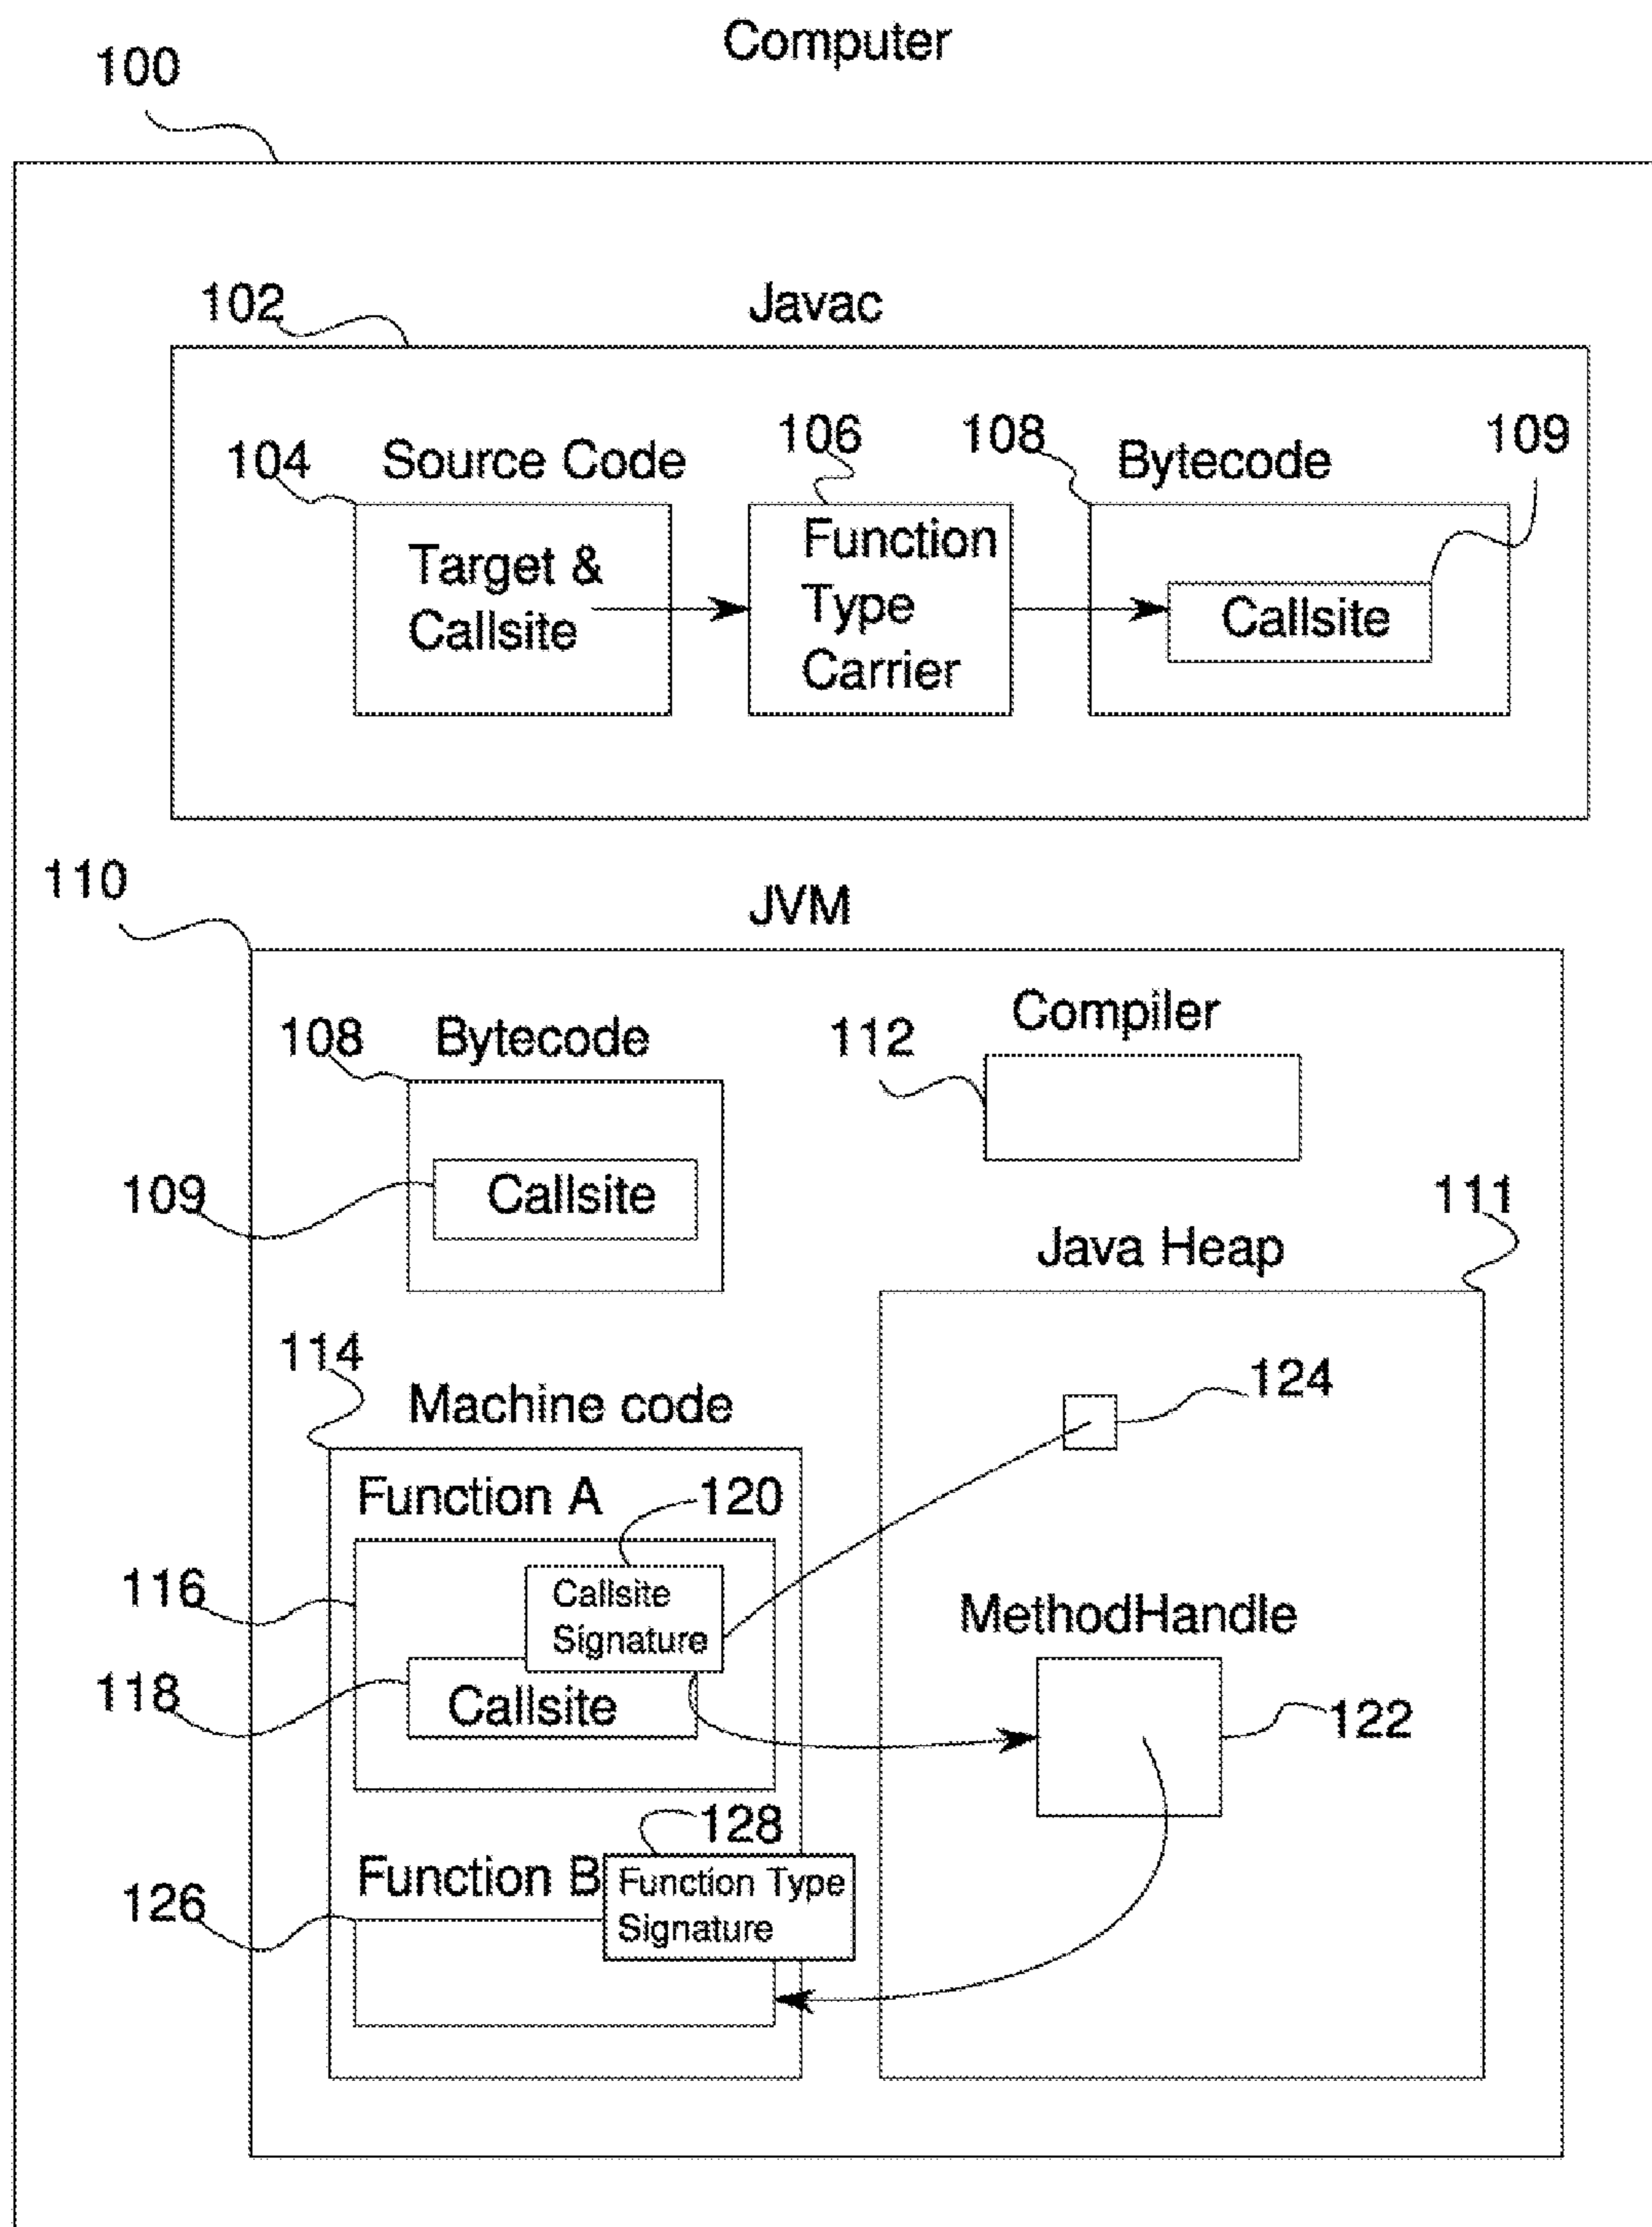 Computer
100
102
Javac
104
Source Code
106
108
Bytecode
109
Target &
Callsite
Function
Type
Carrier
Callsite
110
JVM
108
Bytecode
112
Compiler
109
Callsite
111
Java Heap
114
Machine code
124
Function A
120
116
Callsite
Signature
MethodHandle
118
Callsite
122
128
Function B
Function Type
Signature
126